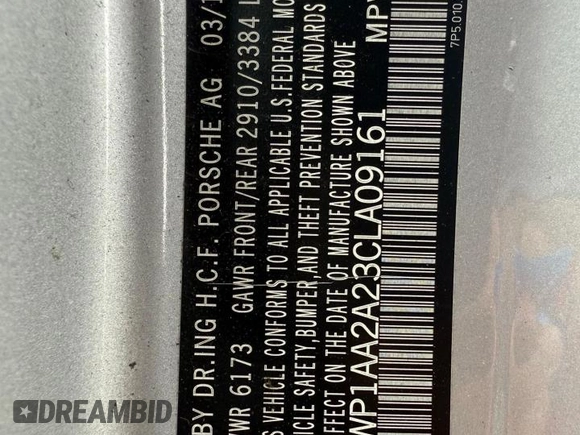 BY DR.ING H.C.F. PORSCHE AG 03/1
WR 6173 GAWR FRONT/REAR 2910/3384 L
S VEHICLE CONFORMS TO ALL APPLICABLE U.S.FEDERAL MO
ICLE SAFETY,BUMPER,AND THEFT PREVENTION STANDARDS
EFFECT ON THE DATE OF MANUFACTURE SHOWN ABOVE
WP1AA2A23CLA09161 MP
7P5.010.
DEALERS.WORLD